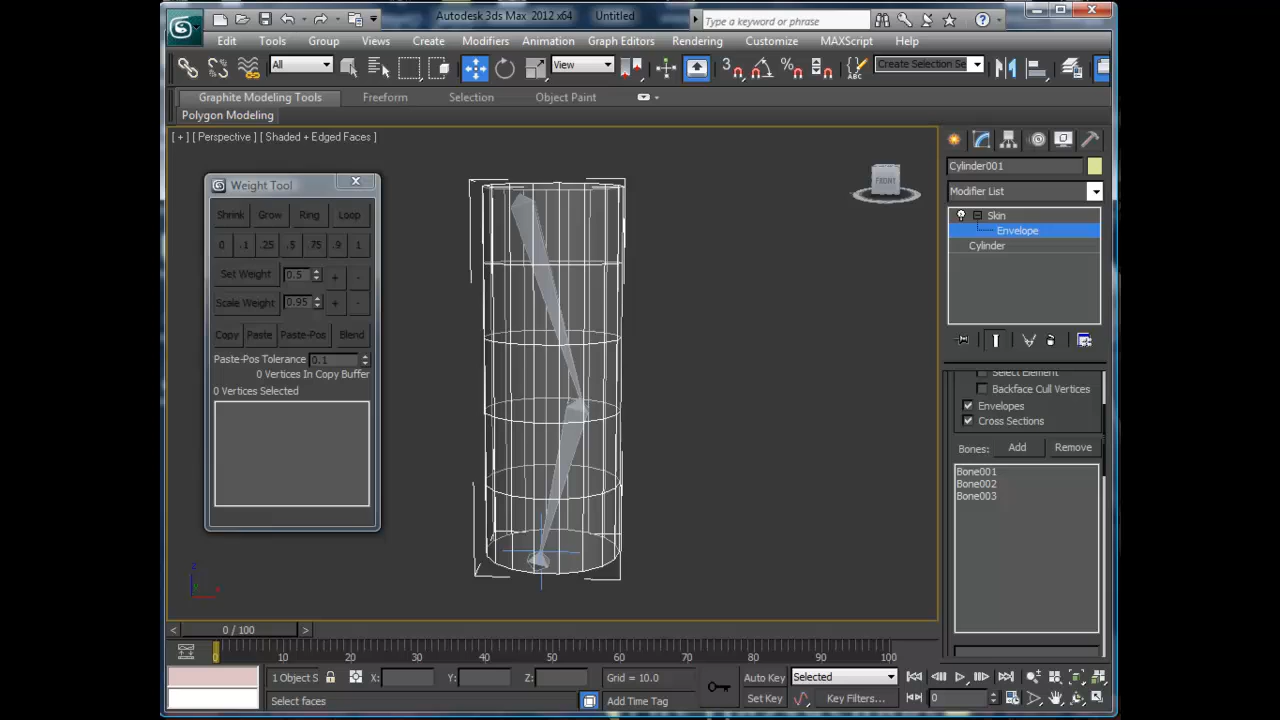 Autodesk 3ds Max 2012 x64 Untitled Type a keyword or phrase
Edit Tools Group Views Create Modifiers Animation Graph Editors Rendering Customize MAXScript Help
All View 3 % ABC Create Selection Se
Graphite Modeling Tools Freeform Selection Object Paint
Polygon Modeling
[ + ] [ Perspective ] [ Shaded + Edged Faces ]
FRONT
Weight Tool
Shrink Grow Ring Loop
0 .1 .25 .5 .75 .9 1
Set Weight 0.5 + -
Scale Weight 0.95 + -
Copy Paste Paste-Pos Blend
Paste-Pos Tolerance 0.1
0 Vertices In Copy Buffer
0 Vertices Selected
Cylinder001
Modifier List
Skin
Envelope
Cylinder
Select Element
Backface Cull Vertices
Envelopes
Cross Sections
Bones: Add Remove
Bone001
Bone002
Bone003
z
y x
< 0 / 100 >
0 10 20 30 40 50 60 70 80 90 100
1 Object S X: Y: Z: Grid = 10.0 Auto Key Selected
Select faces Add Time Tag Set Key Key Filters... 0